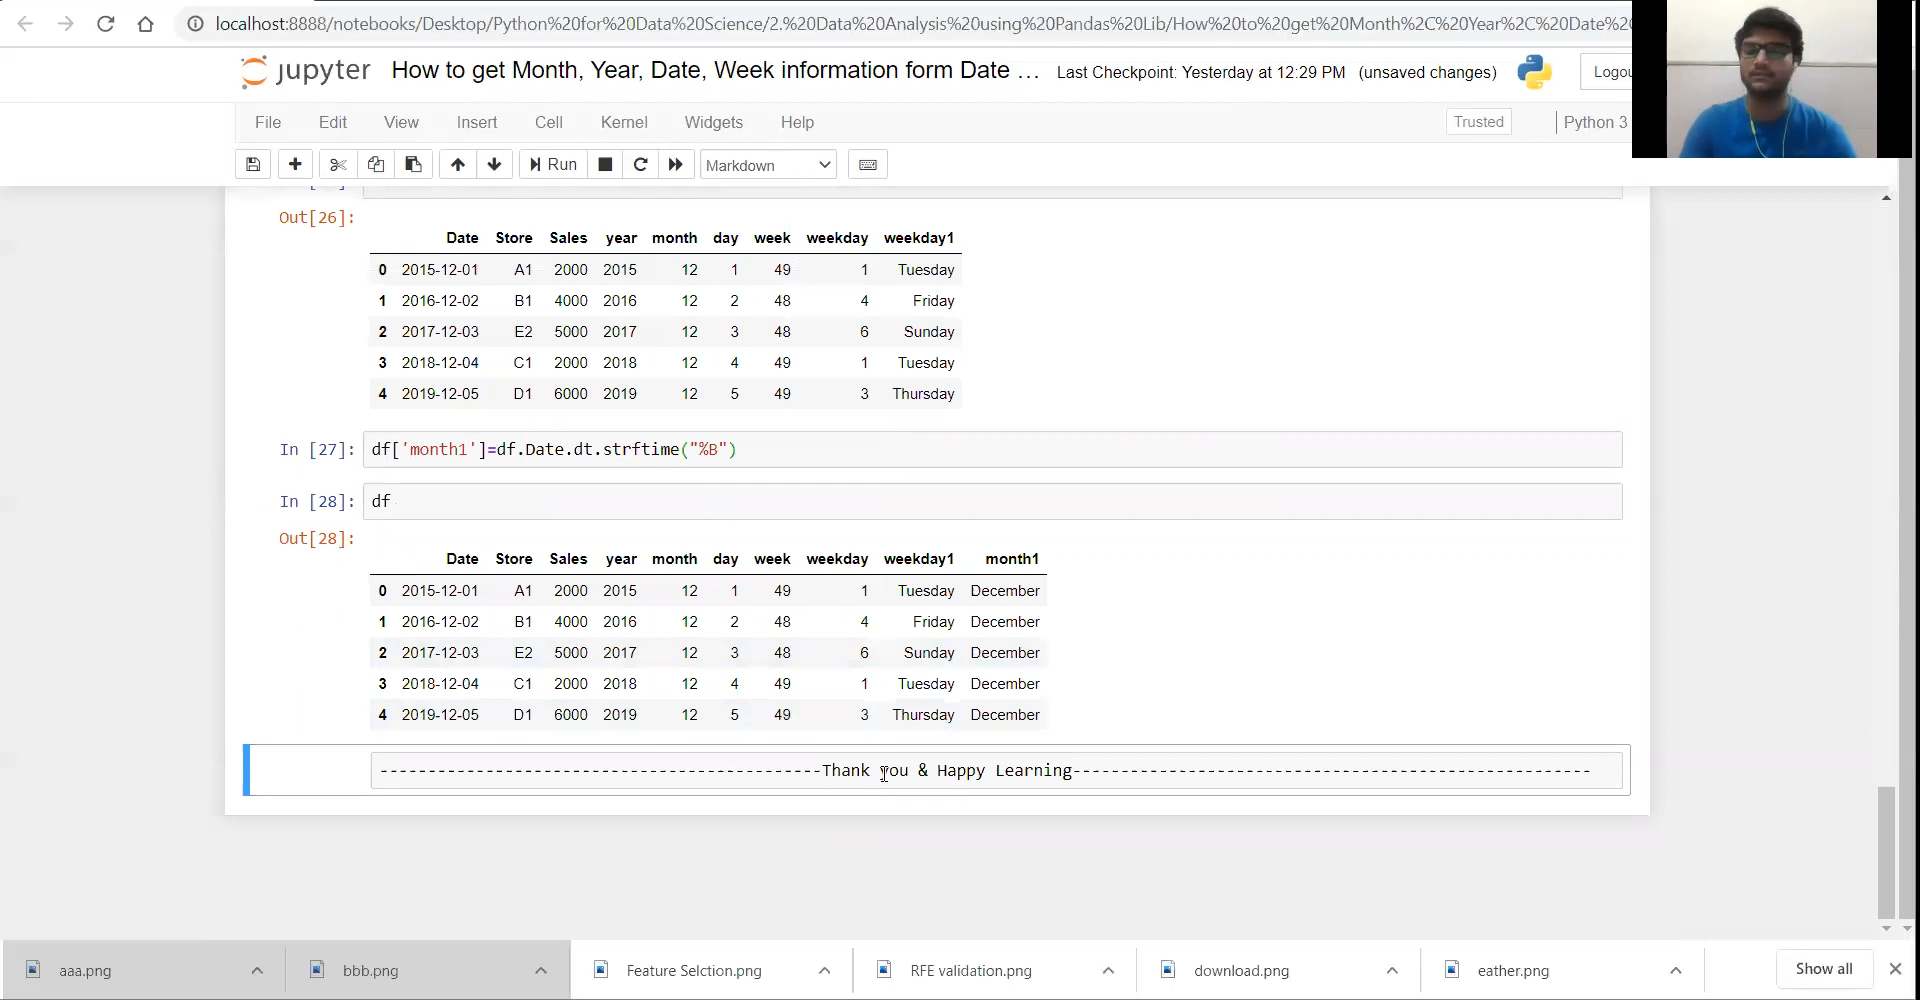 localhost:8888/notebooks/Desktop/Python%20for%20Data%20Science/2.%20Data%20Analysis%20using%20Pandas%20Lib/How%20to%20get%20Month%2C%20Year%2C%20Date%2C
jupyter How to get Month, Year, Date, Week information form Date ... Last Checkpoint: Yesterday at 12:29 PM (unsaved changes) Logou
File Edit View Insert Cell Kernel Widgets Help Trusted Python 3
Run Markdown
Out[26]:
Date Store Sales year month day week weekday weekday1
0 2015-12-01 A1 2000 2015 12 1 49 1 Tuesday
1 2016-12-02 B1 4000 2016 12 2 48 4 Friday
2 2017-12-03 E2 5000 2017 12 3 48 6 Sunday
3 2018-12-04 C1 2000 2018 12 4 49 1 Tuesday
4 2019-12-05 D1 6000 2019 12 5 49 3 Thursday
In [27]: df['month1']=df.Date.dt.strftime("%B")
In [28]: df
Out[28]:
Date Store Sales year month day week weekday weekday1 month1
0 2015-12-01 A1 2000 2015 12 1 49 1 Tuesday December
1 2016-12-02 B1 4000 2016 12 2 48 4 Friday December
2 2017-12-03 E2 5000 2017 12 3 48 6 Sunday December
3 2018-12-04 C1 2000 2018 12 4 49 1 Tuesday December
4 2019-12-05 D1 6000 2019 12 5 49 3 Thursday December
----------------------------------------------Thank you & Happy Learning------------------------------------------------------
aaa.png bbb.png Feature Selction.png RFE validation.png download.png eather.png Show all